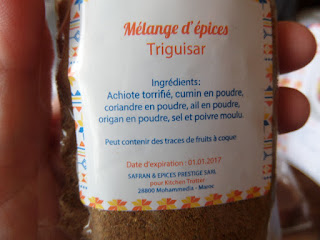 Mélange d'épices
Triguisar
Ingrédients:
Achiote torrifié, cumin en poudre,
coriandre en poudre, ail en poudre,
origan en poudre, sel et poivre moulu.
Peut contenir des traces de fruits à coque
Date d'expiration : 01.01.2017
SAFRAN & EPICES PRESTIGE SARL
pour Kitchen Trotter
28800 Mohammedia - Maroc